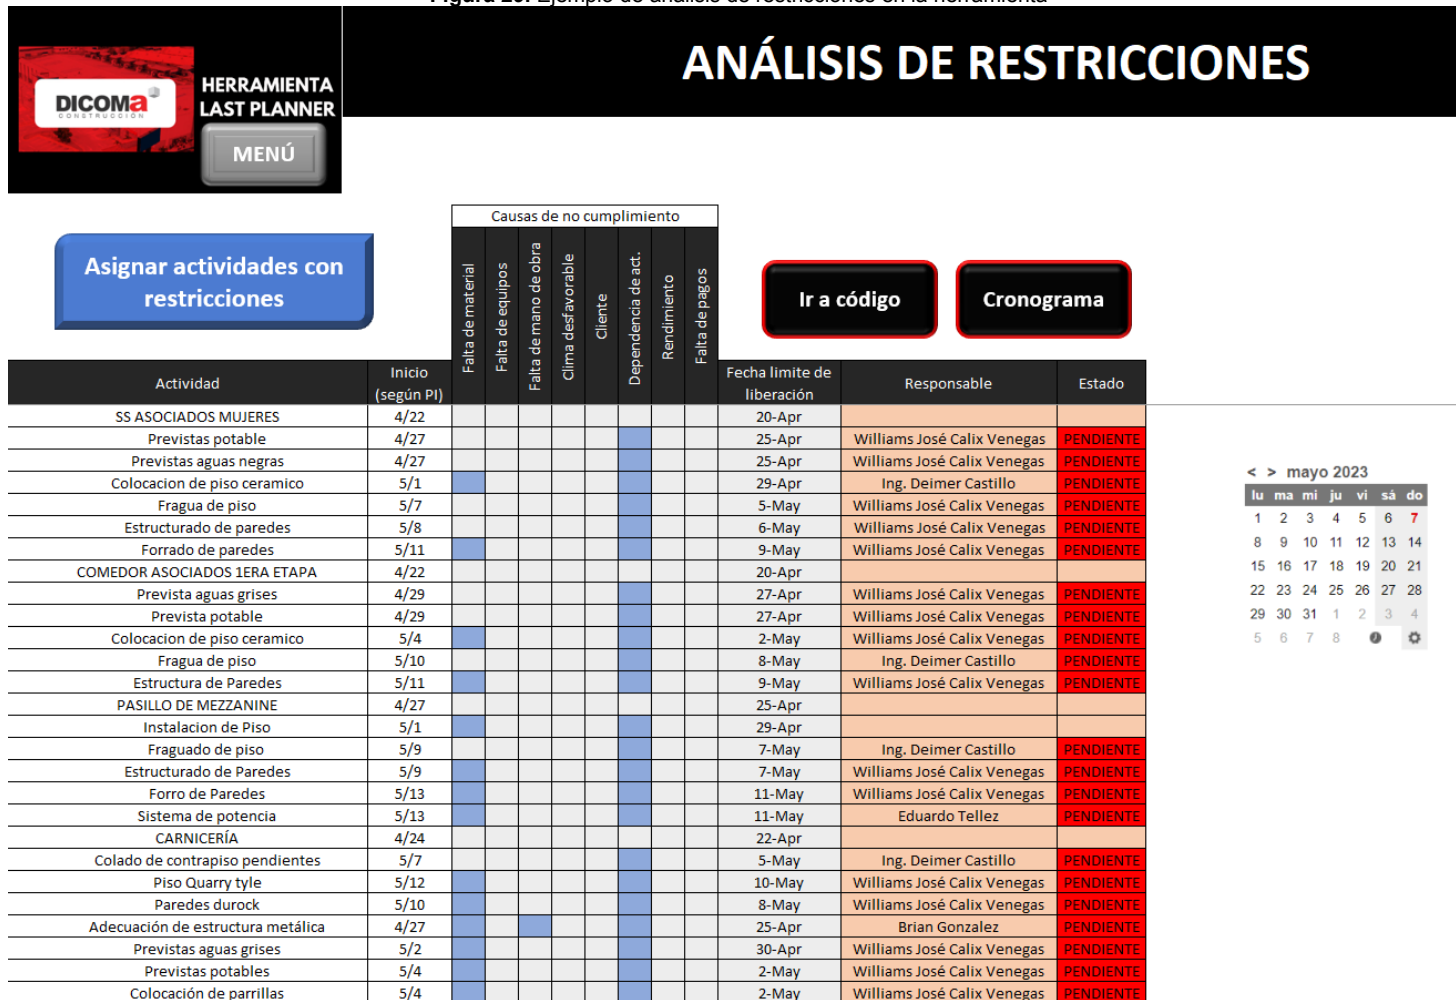 Figura 29. Ejemplo de análisis de restricciones en la herramienta
ANÁLISIS DE RESTRICCIONES
DICOMa
CONSTRUCCIÓN
HERRAMIENTA
LAST PLANNER
MENÚ
Causas de no cumplimiento
Asignar actividades con
restricciones
Falta de material
Falta de equipos
Falta de mano de obra
Clima desfavorable
Cliente
Dependencia de act.
Rendimiento
Falta de pagos
Ir a código
Cronograma
Actividad Inicio (según PI) Fecha limite de liberación Responsable Estado
SS ASOCIADOS MUJERES 4/22 20-Apr
Previstas potable 4/27 25-Apr Williams José Calix Venegas PENDIENTE
Previstas aguas negras 4/27 25-Apr Williams José Calix Venegas PENDIENTE
Colocacion de piso ceramico 5/1 29-Apr Ing. Deimer Castillo PENDIENTE
Fragua de piso 5/7 5-May Williams José Calix Venegas PENDIENTE
Estructurado de paredes 5/8 6-May Williams José Calix Venegas PENDIENTE
Forrado de paredes 5/11 9-May Williams José Calix Venegas PENDIENTE
COMEDOR ASOCIADOS 1ERA ETAPA 4/22 20-Apr
Prevista aguas grises 4/29 27-Apr Williams José Calix Venegas PENDIENTE
Prevista potable 4/29 27-Apr Williams José Calix Venegas PENDIENTE
Colocacion de piso ceramico 5/4 2-May Williams José Calix Venegas PENDIENTE
Fragua de piso 5/10 8-May Ing. Deimer Castillo PENDIENTE
Estructura de Paredes 5/11 9-May Williams José Calix Venegas PENDIENTE
PASILLO DE MEZZANINE 4/27 25-Apr
Instalacion de Piso 5/1 29-Apr
Fraguado de piso 5/9 7-May Ing. Deimer Castillo PENDIENTE
Estructurado de Paredes 5/9 7-May Williams José Calix Venegas PENDIENTE
Forro de Paredes 5/13 11-May Williams José Calix Venegas PENDIENTE
Sistema de potencia 5/13 11-May Eduardo Tellez PENDIENTE
CARNICERÍA 4/24 22-Apr
Colado de contrapiso pendientes 5/7 5-May Ing. Deimer Castillo PENDIENTE
Piso Quarry tyle 5/12 10-May Williams José Calix Venegas PENDIENTE
Paredes durock 5/10 8-May Williams José Calix Venegas PENDIENTE
Adecuación de estructura metálica 4/27 25-Apr Brian Gonzalez PENDIENTE
Previstas aguas grises 5/2 30-Apr Williams José Calix Venegas PENDIENTE
Previstas potables 5/4 2-May Williams José Calix Venegas PENDIENTE
Colocación de parrillas 5/4 2-May Williams José Calix Venegas PENDIENTE
< > mayo 2023
lu ma mi ju vi sá do
1 2 3 4 5 6 7
8 9 10 11 12 13 14
15 16 17 18 19 20 21
22 23 24 25 26 27 28
29 30 31 1 2 3 4
5 6 7 8